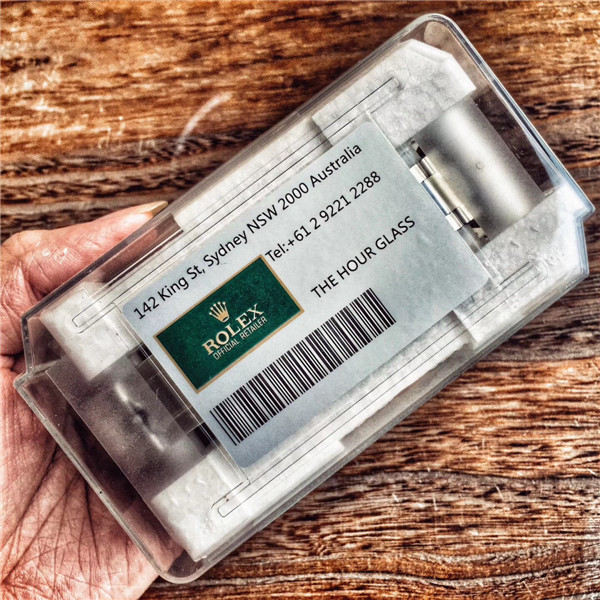 142 King St, Sydney NSW 2000 Australia
Tel:+61 2 9221 2288
THE HOUR GLASS
ROLEX
OFFICIAL RETAILER